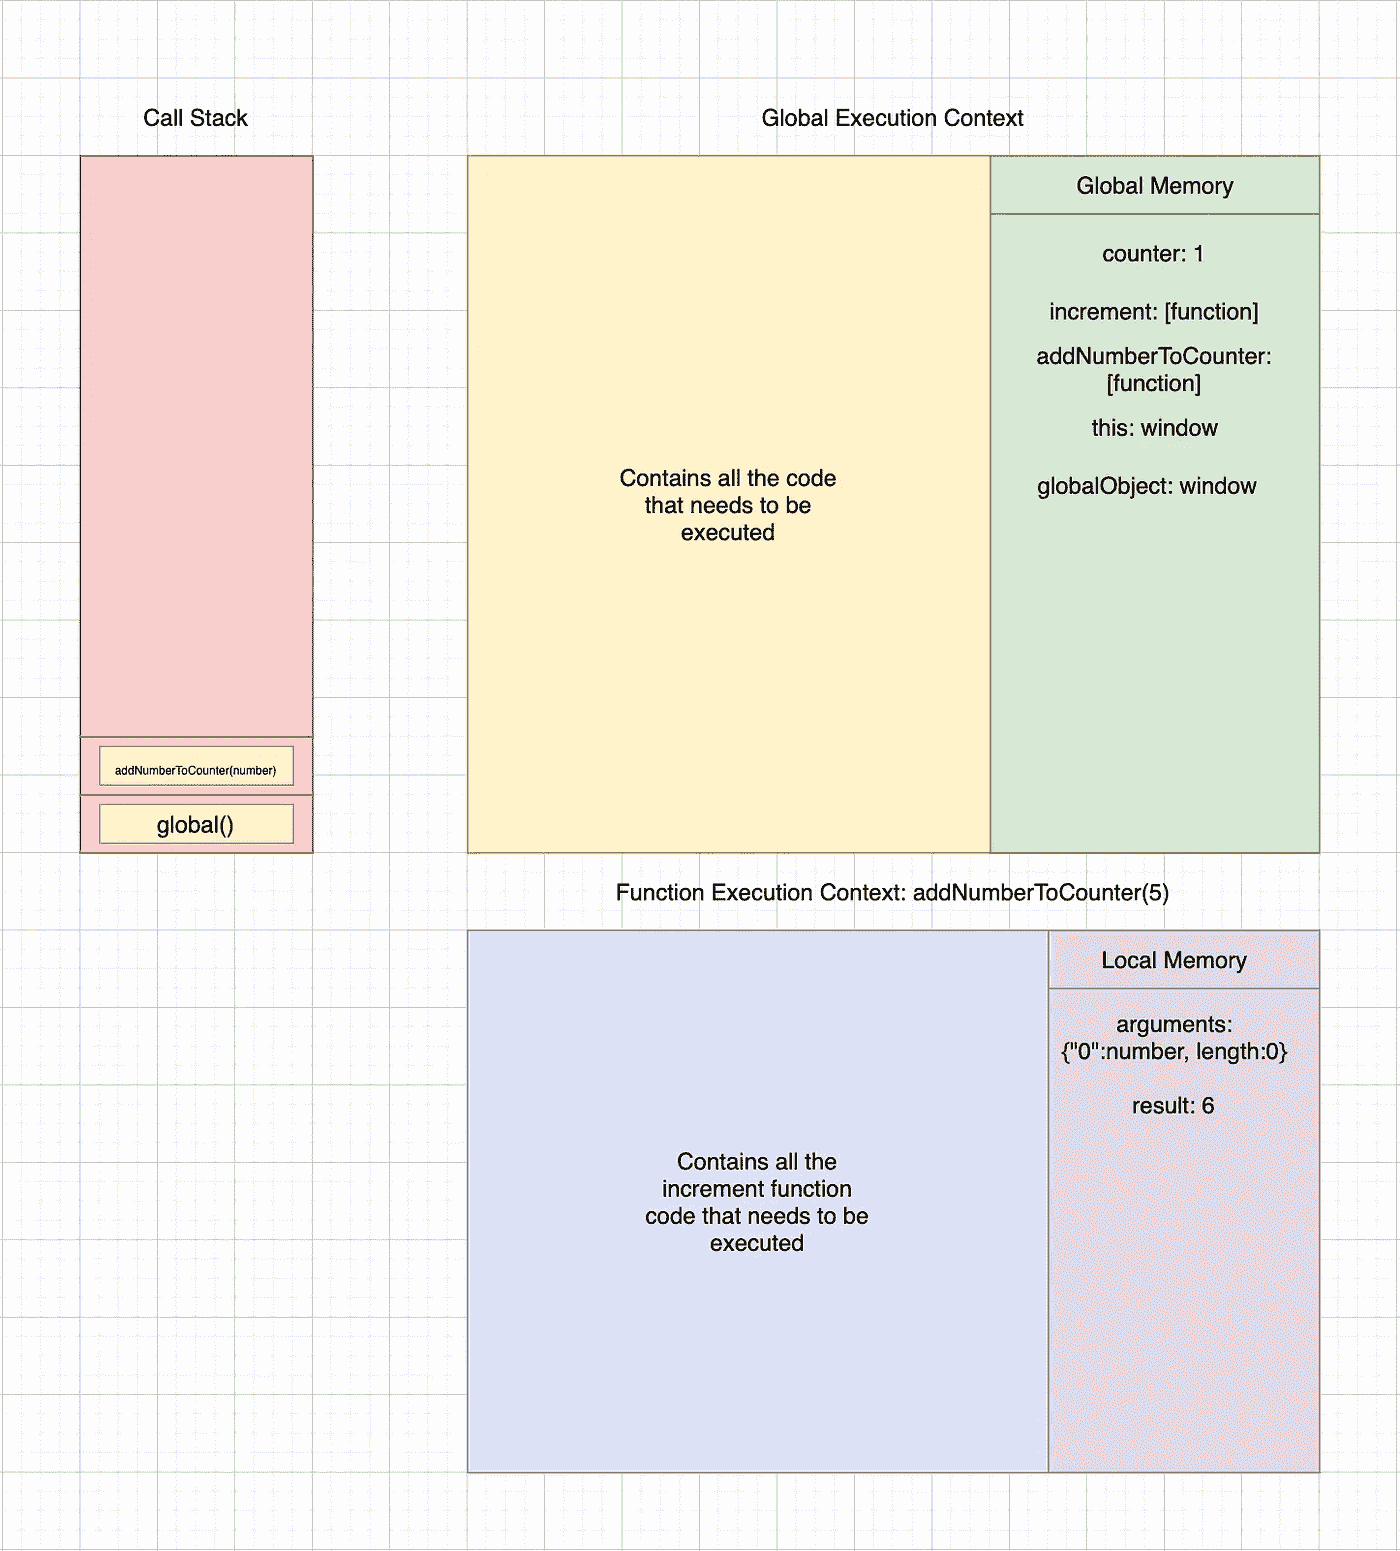 Call Stack
Global Execution Context
Global Memory
counter: 1
increment: [function]
addNumberToCounter:
[function]
this: window
globalObject: window
Contains all the code
that needs to be
executed
addNumberToCounter(number)
global()
Function Execution Context: addNumberToCounter(5)
Local Memory
arguments:
{"0":number, length:0}
result: 6
Contains all the
increment function
code that needs to be
executed